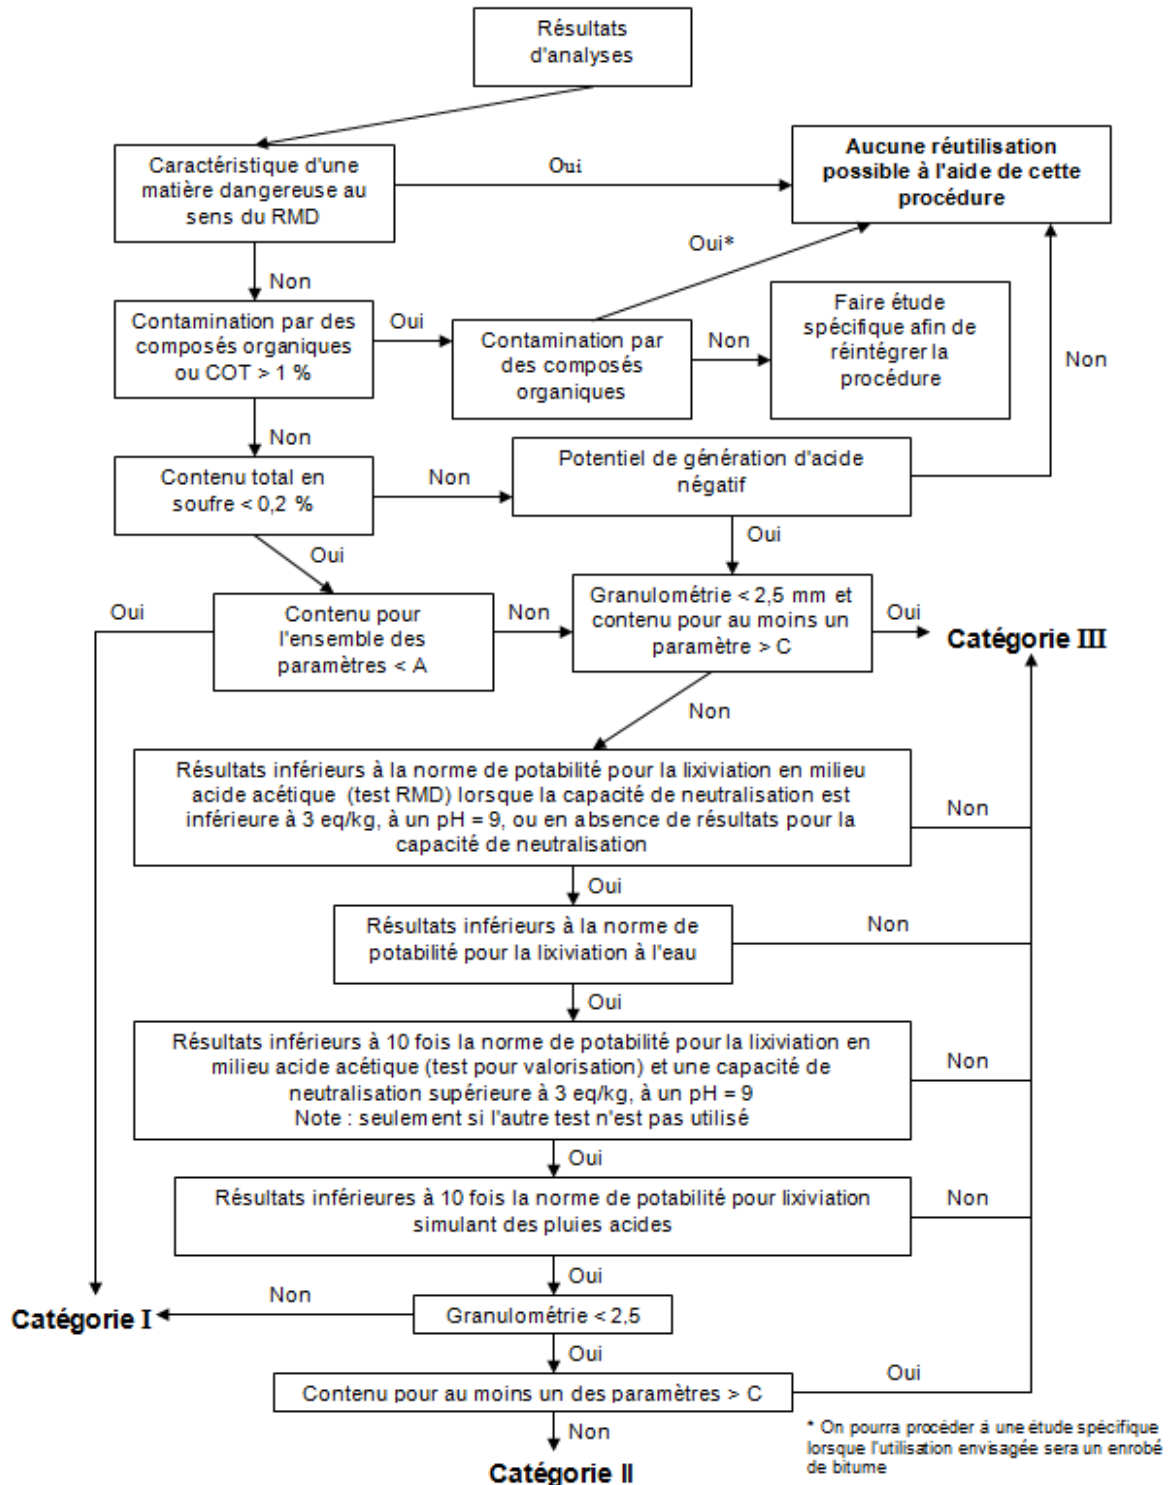 Résultats
d'analyses
Caractéristique d'une
matière dangereuse au
sens du RMD
Oui
Aucune réutilisation
possible à l'aide de cette
procédure
Oui*
Non
Contamination par des
composés organiques
ou COT > 1 %
Oui
Contamination par
des composés
organiques
Non
Faire étude
spécifique afin de
réintégrer la
procédure
Non
Non
Contenu total en
soufre < 0,2 %
Non
Potentiel de génération d'acide
négatif
Oui
Oui
Oui
Contenu pour
l'ensemble des
paramètres < A
Non
Granulométrie < 2,5 mm et
contenu pour au moins un
paramètre > C
Oui
Catégorie III
Non
Résultats inférieurs à la norme de potabilité pour la lixiviation en milieu
acide acétique (test RMD) lorsque la capacité de neutralisation est
inférieure à 3 eq/kg, à un pH = 9, ou en absence de résultats pour la
capacité de neutralisation
Non
Oui
Résultats inférieurs à la norme de
potabilité pour la lixiviation à l'eau
Non
Oui
Résultats inférieurs à 10 fois la norme de potabilité pour la lixiviation en
milieu acide acétique (test pour valorisation) et une capacité de
neutralisation supérieure à 3 eq/kg, à un pH = 9
Note : seulement si l'autre test n'est pas utilisé
Non
Oui
Résultats inférieures à 10 fois la norme de potabilité pour lixiviation
simulant des pluies acides
Non
Oui
Catégorie I
Non
Granulométrie < 2,5
Oui
Contenu pour au moins un des paramètres > C
Oui
Non
Catégorie II
* On pourra procéder á une étude spécifique
lorsque l'utilisation envisagée sera un enrobé
de bitume